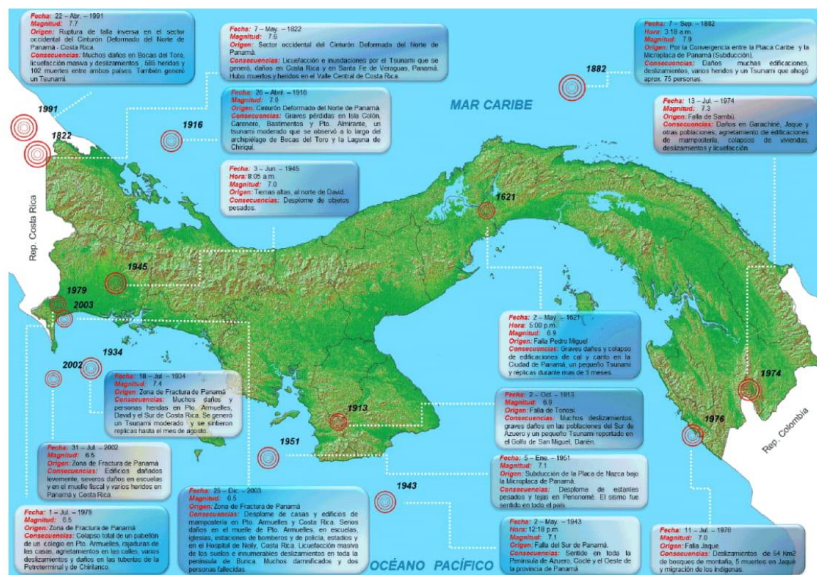 Fecha: 22 – Abr. – 1991
Magnitud: 7.7
Origen: Ruptura de falla inversa en el sector
occidental del Cinturón Deformado del Norte de
Panamá - Costa Rica.
Consecuencias: Muchos daños en Bocas del Toro,
licuefacción masiva y deslizamientos. 585 heridos y
102 muertes entre ambos países. También generó
un Tsunami.
Fecha: 7 – May. – 1822
Magnitud: 7.6
Origen: Sector occidental del Cinturón Deformado del Norte de
Panamá.
Consecuencias: Licuefacción e inundaciones por el Tsunami que se
generó, daños en Costa Rica y en Santa Fe de Veraguas, Panamá.
Hubo muertos y heridos en el Valle Central de Costa Rica.
Fecha: 26 – Abril – 1916
Magnitud: 7.6
Origen: Cinturón Deformado del Norte de Panamá
Consecuencias: Graves pérdidas en Isla Colón,
Carenero, Bastimentos y Pto. Almirante, un
tsunami moderado que se observó a lo largo del
archipiélago de Bocas del Toro y la Laguna de
Chiriquí.
Fecha: 3 – Jun. – 1945
Hora: 8:05 a.m.
Magnitud: 7.0
Origen: Tierras altas, al norte de David.
Consecuencias: Desplome de objetos
pesados.
Fecha: 7 – Sep. – 1882
Hora: 3:18 a.m.
Magnitud: 7.9
Origen: Por la Convergencia entre la Placa Caribe y la
Microplaca de Panamá (Subducción).
Consecuencias: Daños muchas edificaciones,
deslizamientos, varios heridos y un Tsunami que ahogó
aprox. 75 personas.
Fecha: 13 – Jul. – 1974
Magnitud: 7.3
Origen: Falla de Sambú.
Consecuencias: Daños en Garachiné, Jaque y
otras poblaciones, agrietamiento de edificaciones
de mampostería, colapsos de viviendas,
deslizamientos y licuefacción.
1991
1822
1916
1882
MAR CARIBE
Rep. Costa Rica
1621
1945
1979
2003
2002
1934
1913
1951
1943
1976
1974
Rep. Colombia
OCÉANO PACÍFICO
Fecha: 2 – May. – 1621
Hora: 5:00 p.m.
Magnitud: 6.9
Origen: Falla Pedro Miguel
Consecuencias: Graves daños y colapsos
de edificaciones de cal y canto en la
Ciudad de Panamá, un pequeño Tsunami
y réplicas durante mas de 3 meses.
Fecha: 18 – Jul. – 1934
Magnitud: 7.4
Origen: Zona de Fractura de Panamá
Consecuencias: Muchos daños y
personas heridas en Pto. Armuelles,
David y el Sur de Costa Rica. Se generó
un Tsunami moderado y se sintieron
réplicas hasta el mes de agosto.
Fecha: 2 – Oct. – 1913
Magnitud: 6.9
Origen: Falla de Tonosí
Consecuencias: Muchos deslizamientos,
graves daños en las poblaciones del Sur de
Azuero y un pequeño Tsunami reportado en
el Golfo de San Miguel, Darién.
Fecha: 31 – Jul. – 2002
Magnitud: 6.5
Origen: Zona de Fractura de Panamá
Consecuencias: Edificios dañados
levemente, severos daños en escuelas
y en el muelle fiscal y varios heridos en
Panamá y Costa Rica
Fecha: 5 – Ene. – 1951
Magnitud: 7.1
Origen: Subducción de la Placa de Nazca bajo
la Microplaca de Panamá
Consecuencias: Desplome de estantes
pesados y tejas en Penonomé. El sismo fue
sentido en todo el país.
Fecha: 1 – Jul. – 1979
Magnitud: 6.5
Origen: Zona de Fractura de Panamá
Consecuencias: Colapso total de un pabellón
de un colegio en Pto. Armuelles, rajaduras de
las casas, agrietamientos en las calles, varios
deslizamientos y daños en las tuberías de la
Petroterminal y de Chiriland.
Fecha: 25 – Dic. – 2003
Magnitud: 6.5
Origen: Zona de Fractura de Panamá
Consecuencias: Desplome de casas y edificios de
mampostería en Pto. Armuelles y Costa Rica. Serios
daños en el muelle de Pto. Armuelles, en escuelas,
iglesias, estaciones de bomberos y de policía, estadios y
en el Hospital de Neily, Costa Rica. Licuefacción masiva
de los suelos e innumerables deslizamientos en toda la
península de Burica. Muchos damnificados y dos
personas fallecidas.
Fecha: 2 – May. – 1943
Hora: 12:18 p.m.
Magnitud: 7.1
Origen: Falla del Sur de Panamá.
Consecuencias: Sentido en toda la
Península de Azuero, Coclé y el Oeste de
la provincia de Panamá
Fecha: 11 – Jul. – 1976
Magnitud: 7.0
Origen: Falla Jaqué
Consecuencias: Deslizamientos de 54 Km2
de bosques de montaña, 5 muertes en Jaqué
y migración de los indígenas.